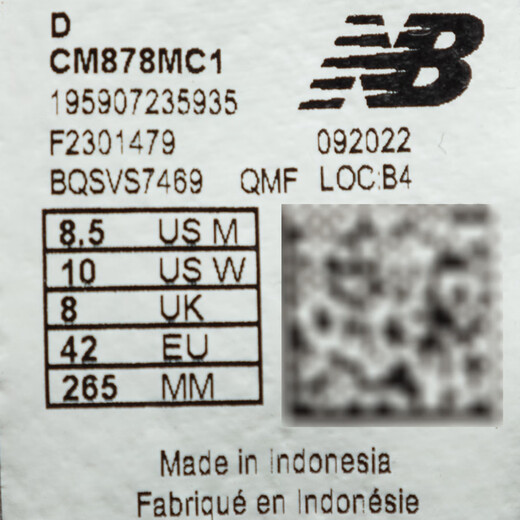 D
CM878MC1
195907235935
F2301479 092022
BQSVS7469 QMF LOC:B4
NB
8.5 US M
10 US W
8 UK
42 EU
265 MM
Made in Indonesia
Fabriqué en Indonésie